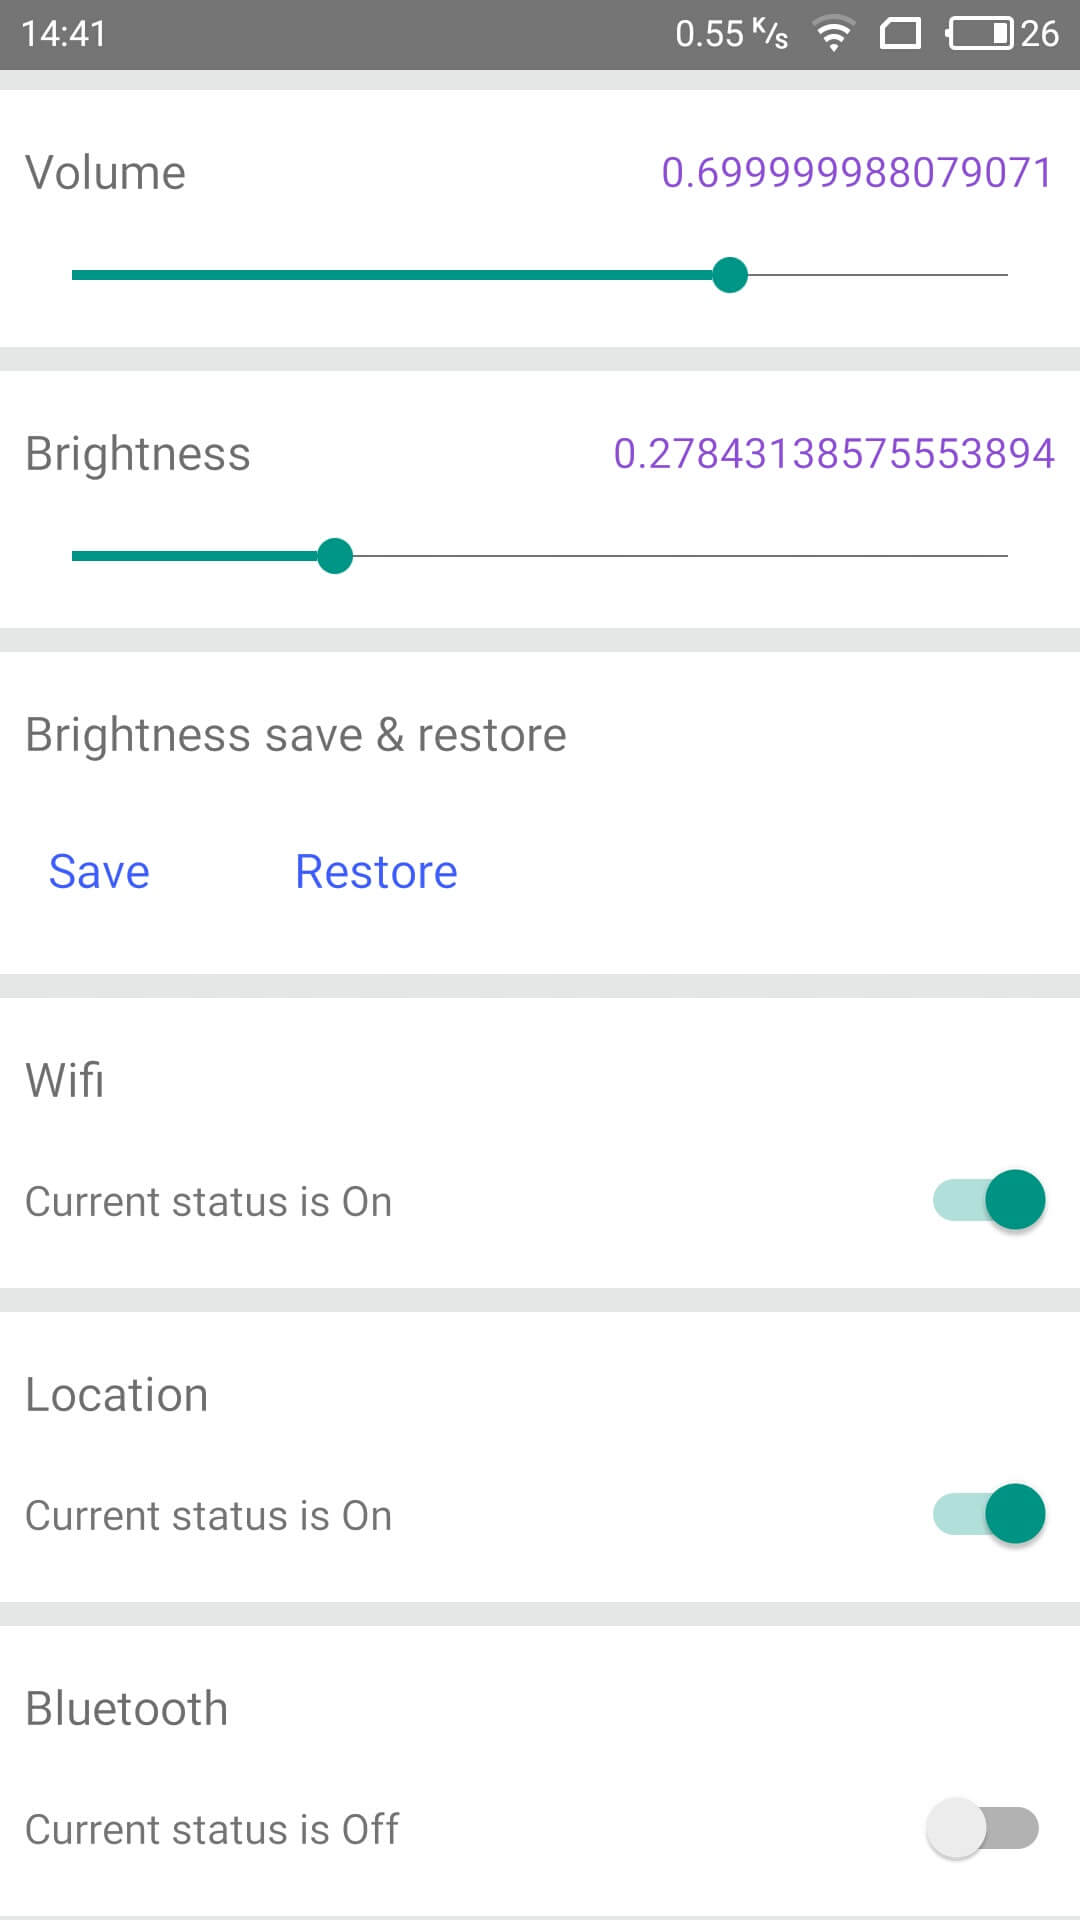 14:41 0.55 K/s 26
Volume 0.699999988079071
Brightness 0.27843138575553894
Brightness save & restore
Save Restore
Wifi
Current status is On
Location
Current status is On
Bluetooth
Current status is Off